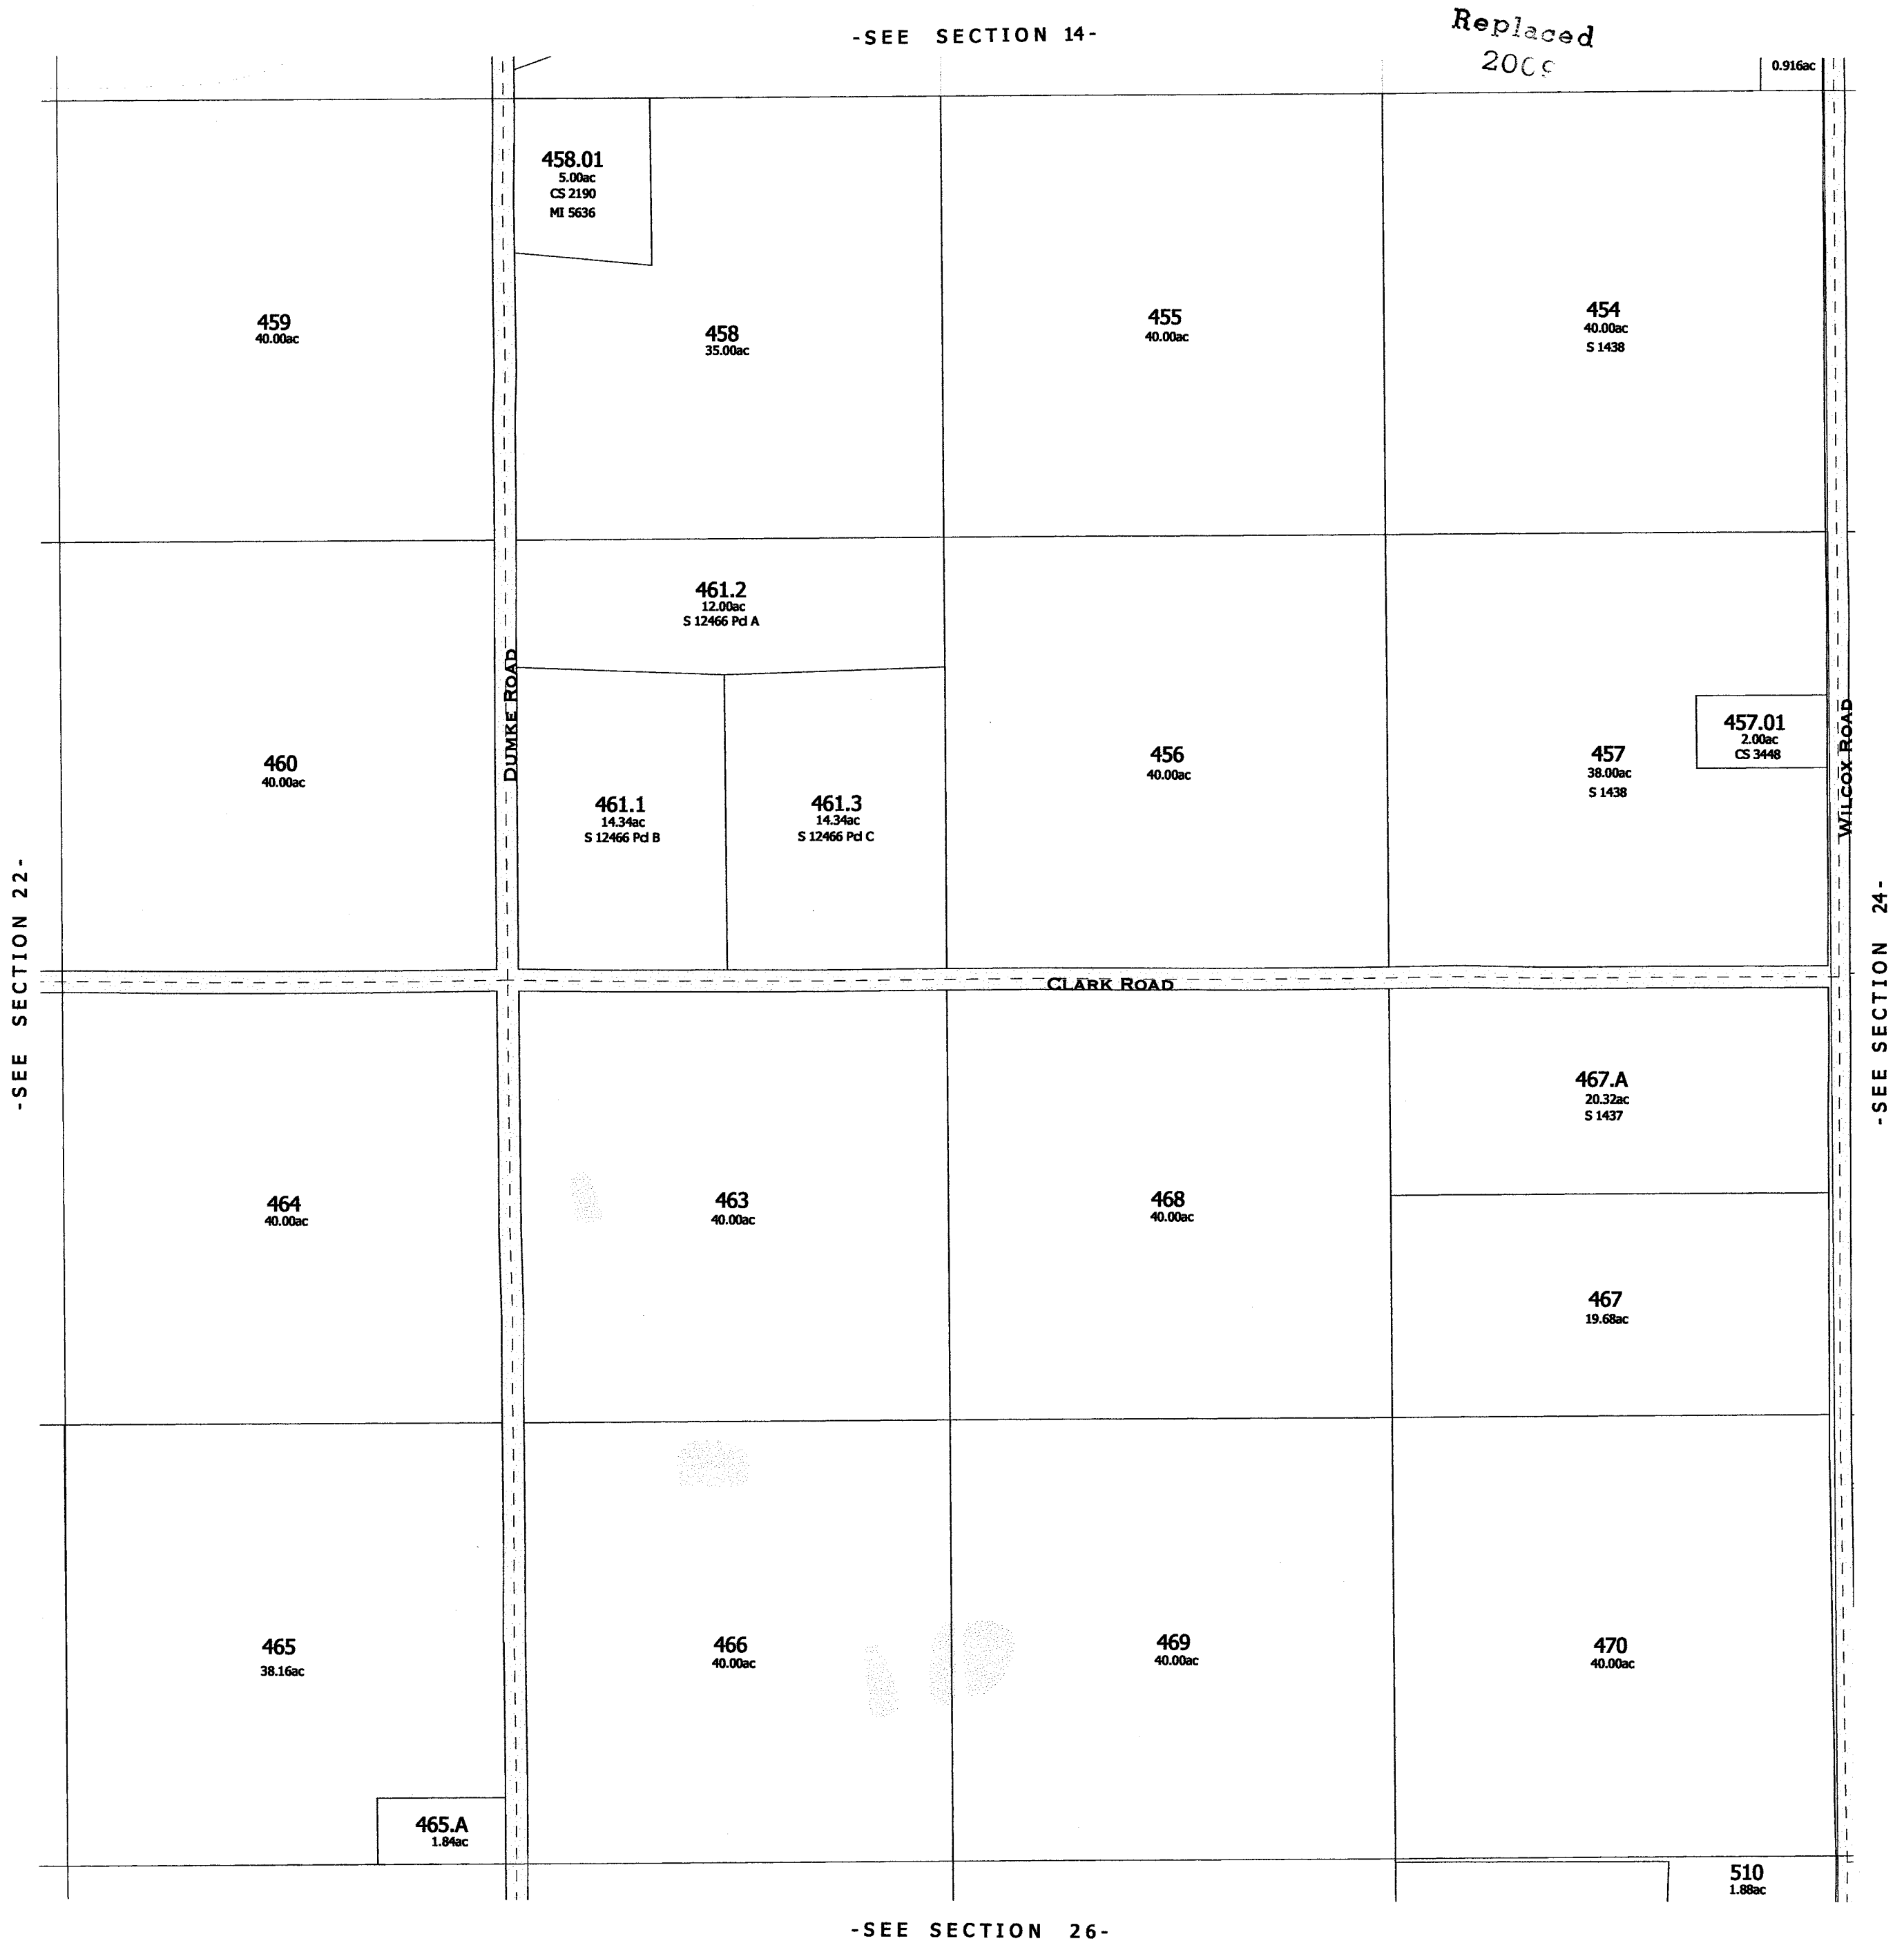 -SEE SECTION 14-
Replaced
0.916ac
458.01
5.00ac
CS 2190
MI 5636
459
40.00ac
458
35.00ac
455
40.00ac
454
40.00ac
S 1438
461.2
12.00ac
S 12466 Pcl A
DUMKE ROAD
460
40.00ac
461.1
14.34ac
S 12466 Pcl B
461.3
14.34ac
S 12466 Pcl C
456
40.00ac
457
38.00ac
S 1438
457.01
2.00ac
CS 3448
WILCOX ROAD
-SEE SECTION 22-
-SEE SECTION 24-
CLARK ROAD
467.A
20.32ac
S 1437
464
40.00ac
463
40.00ac
468
40.00ac
467
19.68ac
465
38.16ac
466
40.00ac
469
40.00ac
470
40.00ac
465.A
1.84ac
510
1.88ac
-SEE SECTION 26-